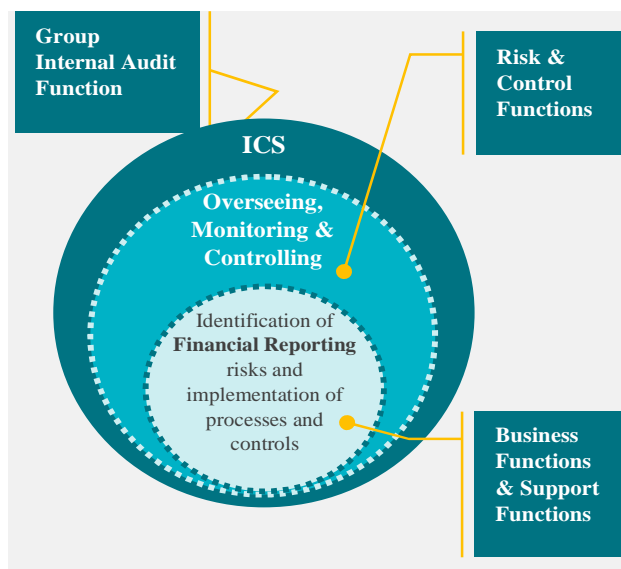 Group
Internal Audit
Function
Risk &
Control
Functions
ICS
Overseeing,
Monitoring &
Controlling
Identification of
Financial Reporting
risks and
implementation of
processes and
controls
Business
Functions
& Support
Functions